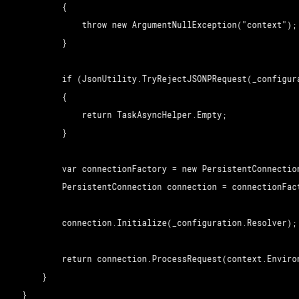 {
throw new ArgumentNullException("context");
}
if (JsonUtility.TryRejectJSONPRequest(_configura
{
return TaskAsyncHelper.Empty;
}
var connectionFactory = new PersistentConnection
PersistentConnection connection = connectionFact
connection.Initialize(_configuration.Resolver);
return connection.ProcessRequest(context.Environ
}
}